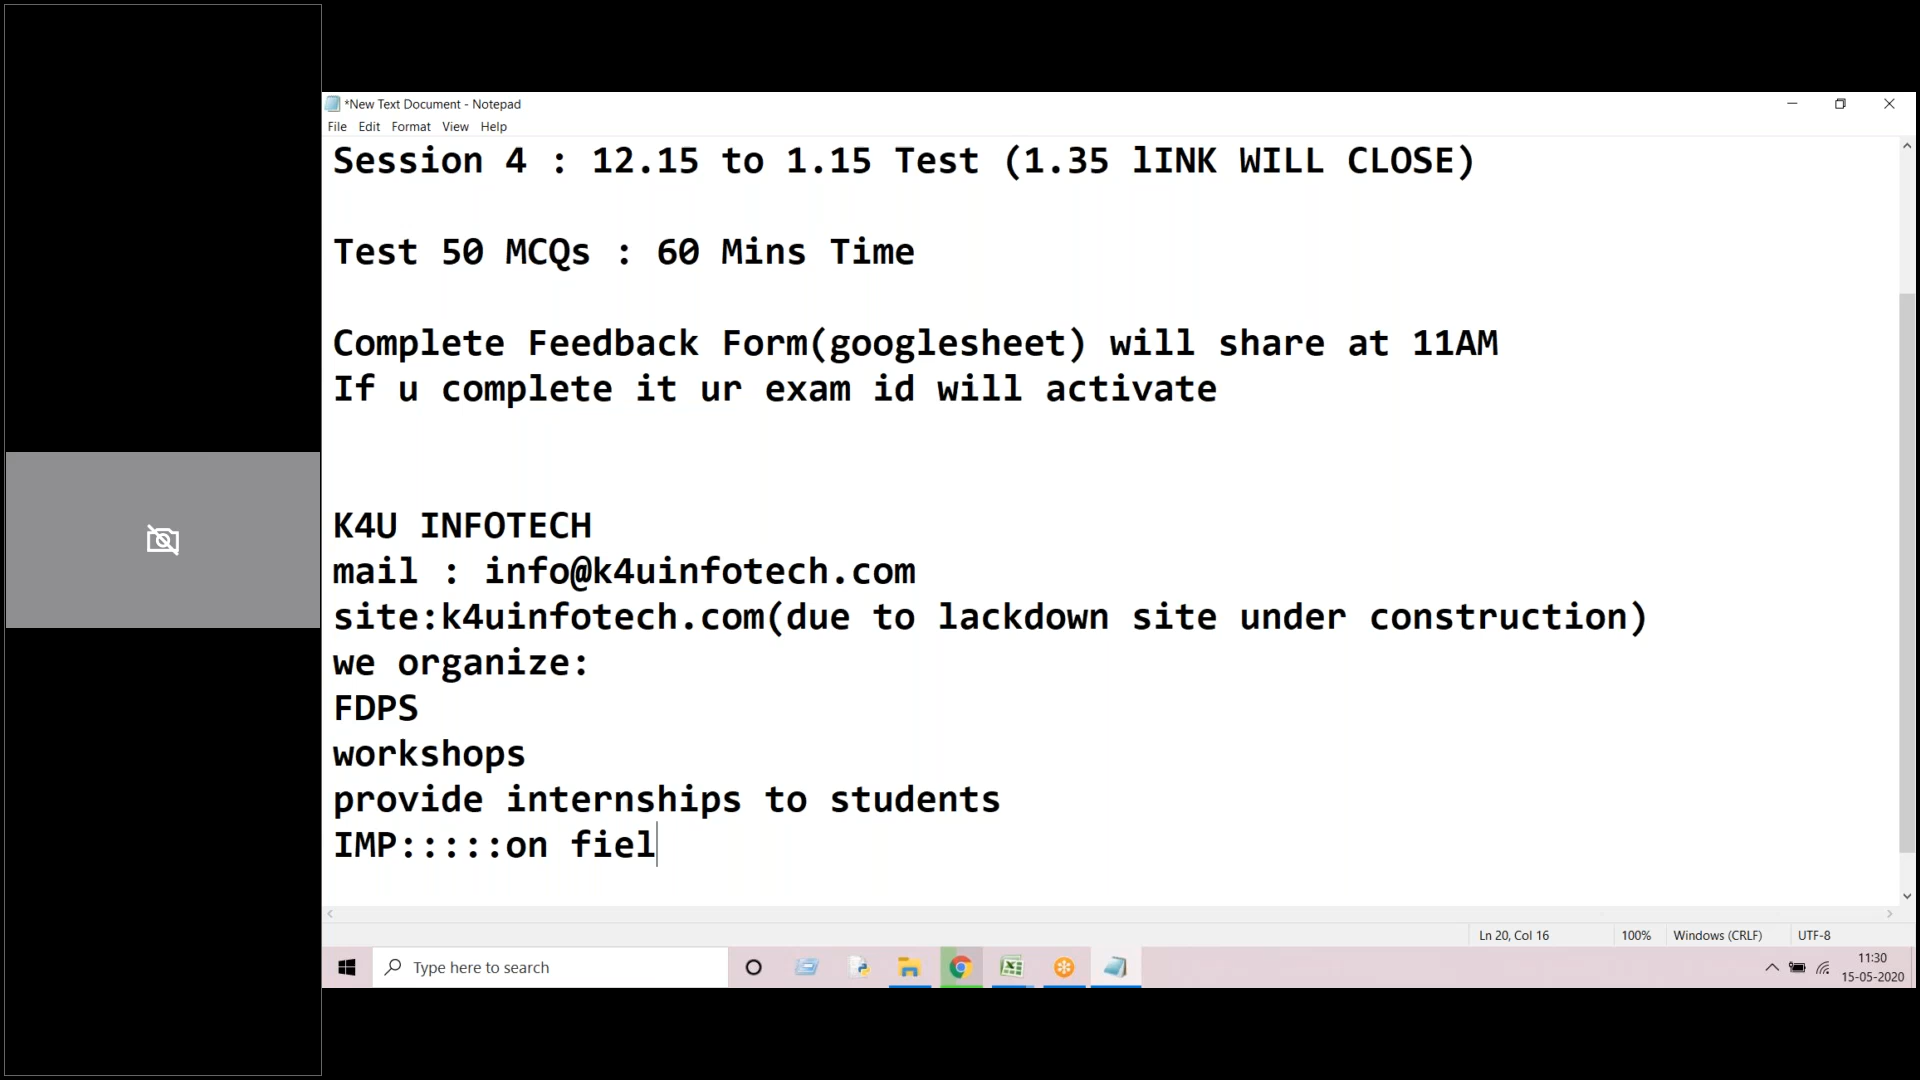 *New Text Document - Notepad
File Edit Format View Help
Session 4 : 12.15 to 1.15 Test (1.35 lINK WILL CLOSE)
Test 50 MCQs : 60 Mins Time
Complete Feedback Form(googlesheet) will share at 11AM
If u complete it ur exam id will activate
K4U INFOTECH
mail : info@k4uinfotech.com
site:k4uinfotech.com(due to lackdown site under construction)
we organize:
FDPS
workshops
provide internships to students
IMP:::::on fiel
Ln 20, Col 16 100% Windows (CRLF) UTF-8
Type here to search
11:30
15-05-2020